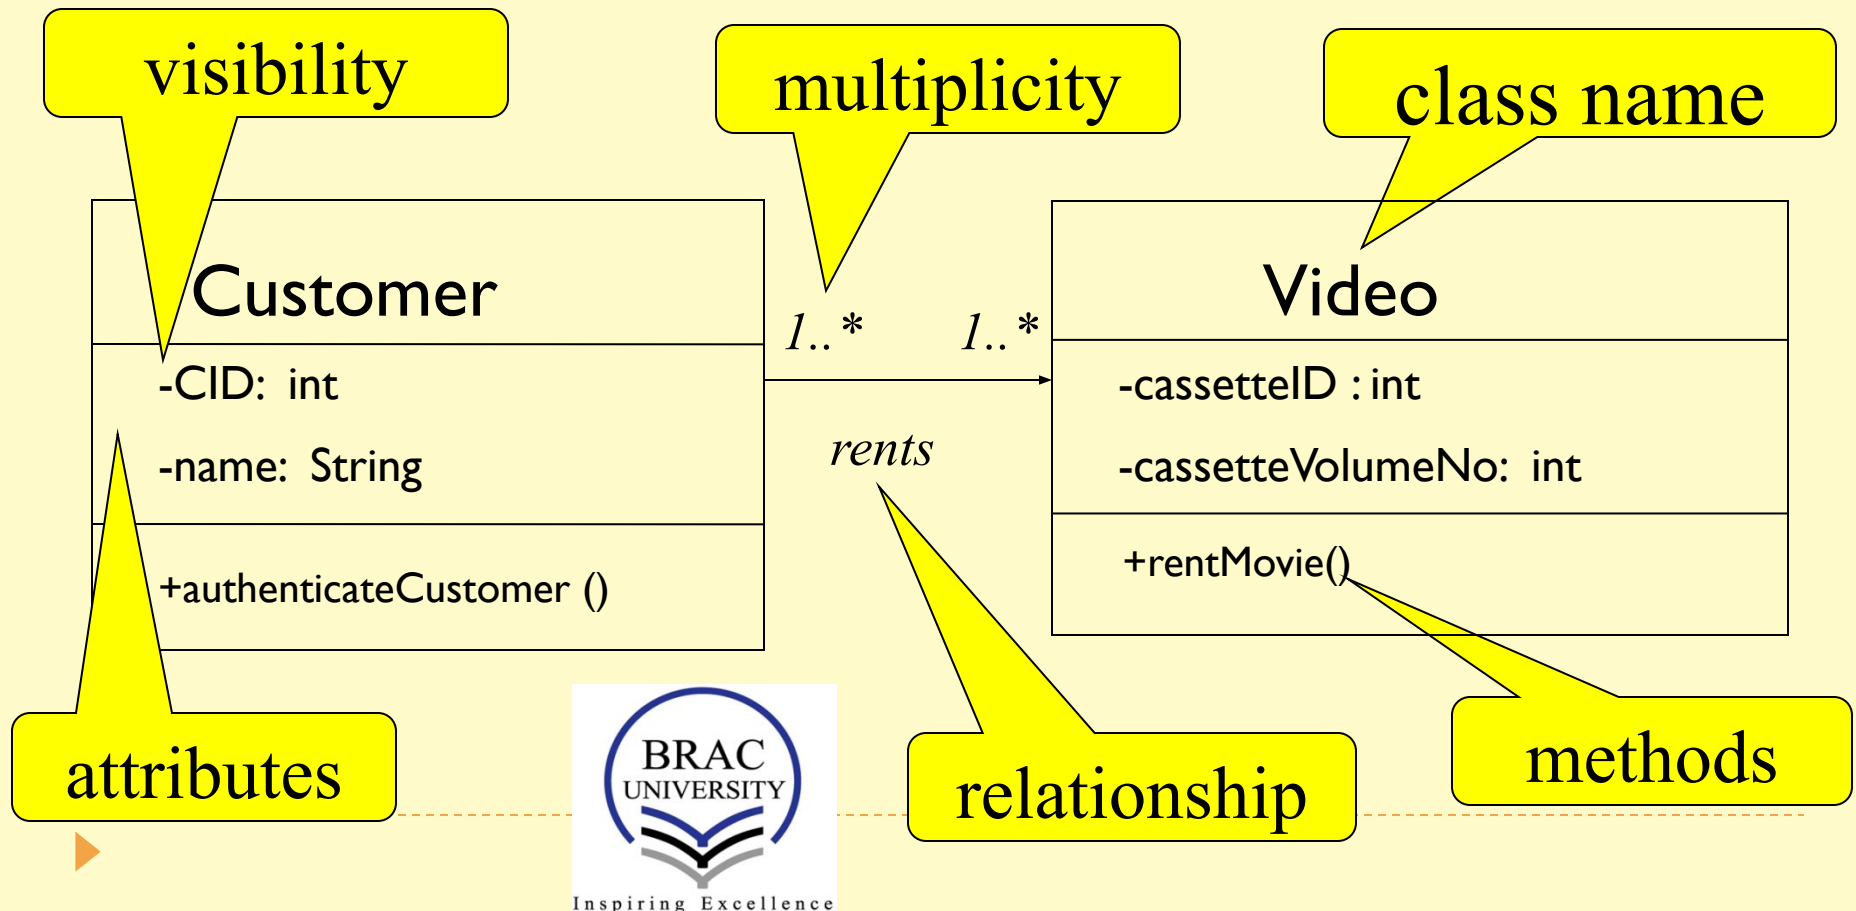 visibility
multiplicity
class name
Customer
-CID: int
-name: String
+authenticateCustomer ()
1..*
1..*
rents
Video
-cassetteID : int
-cassetteVolumeNo: int
+rentMovie()
attributes
relationship
methods
BRAC
UNIVERSITY
Inspiring Excellence